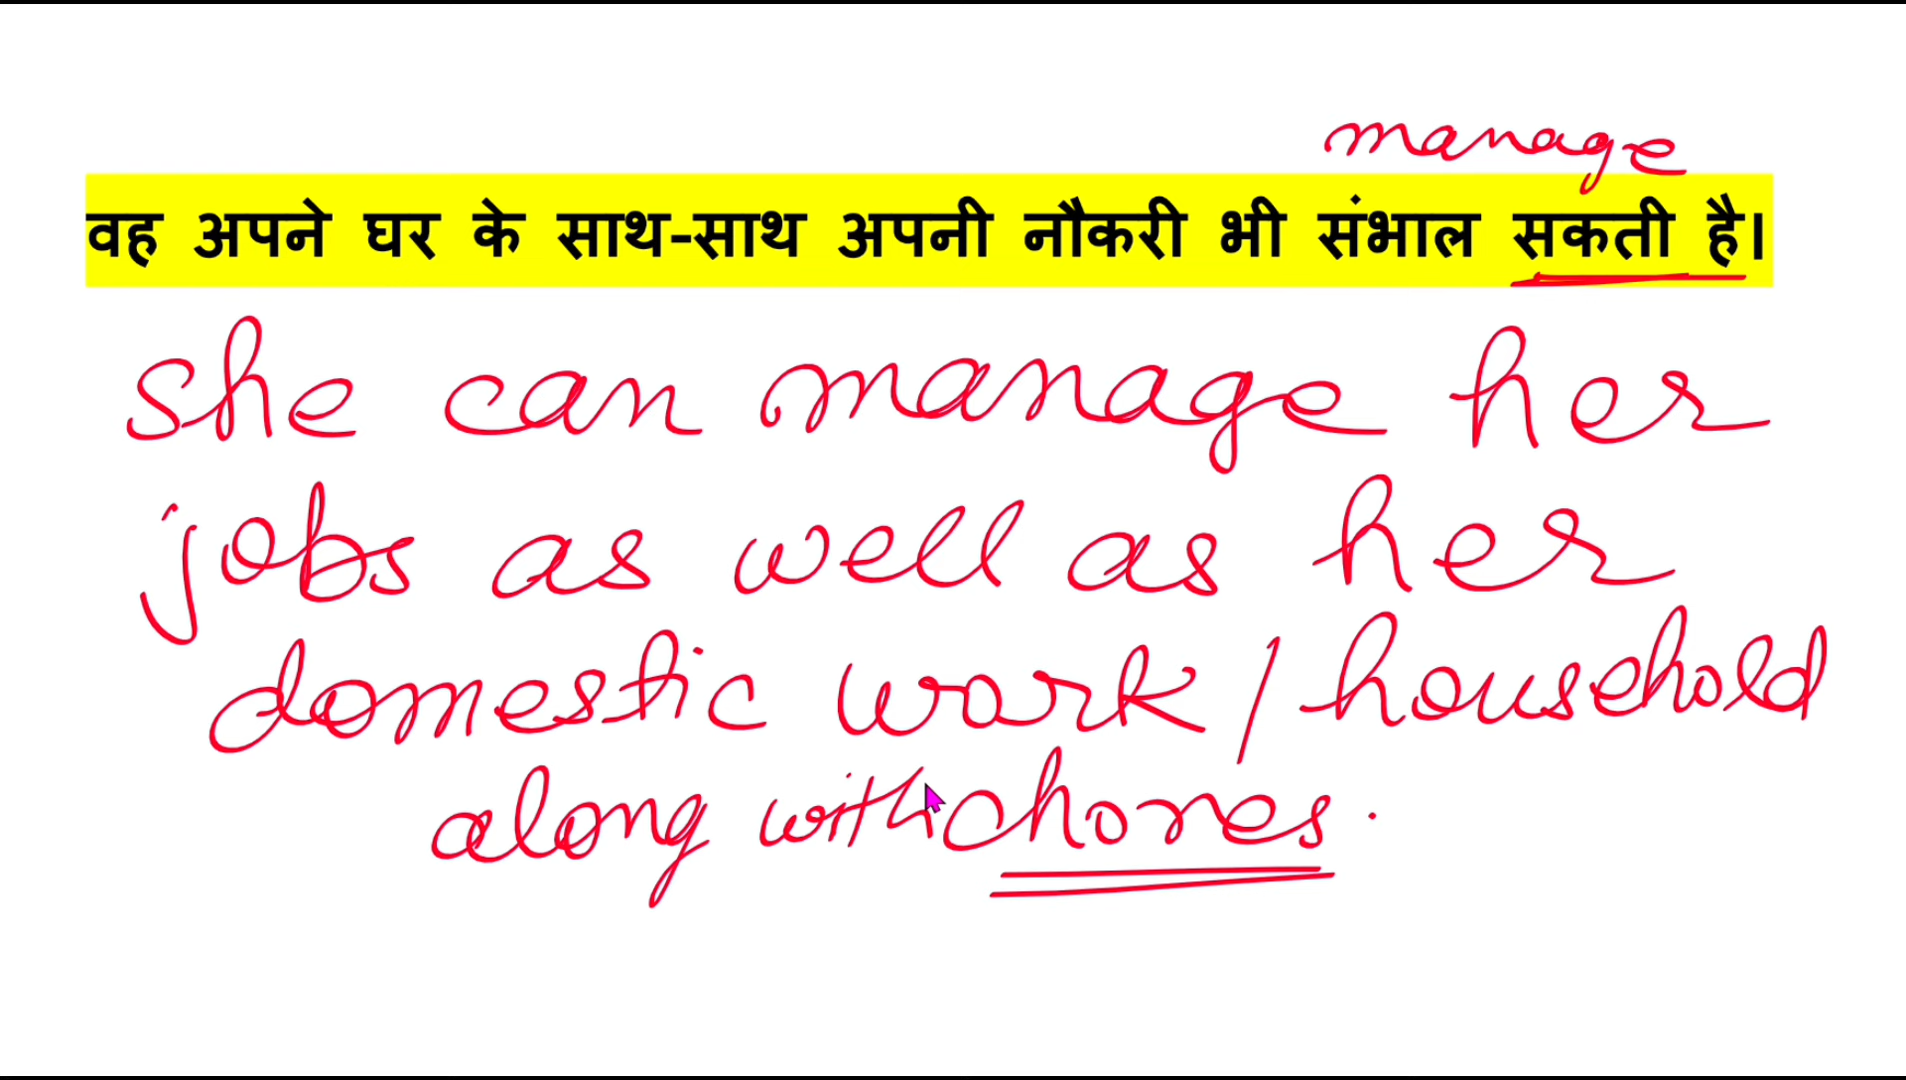 manage
वह अपने घर के साथ-साथ अपनी नौकरी भी संभाल सकती है।
she can manage her
jobs as well as her
domestic work / household
along with chores.